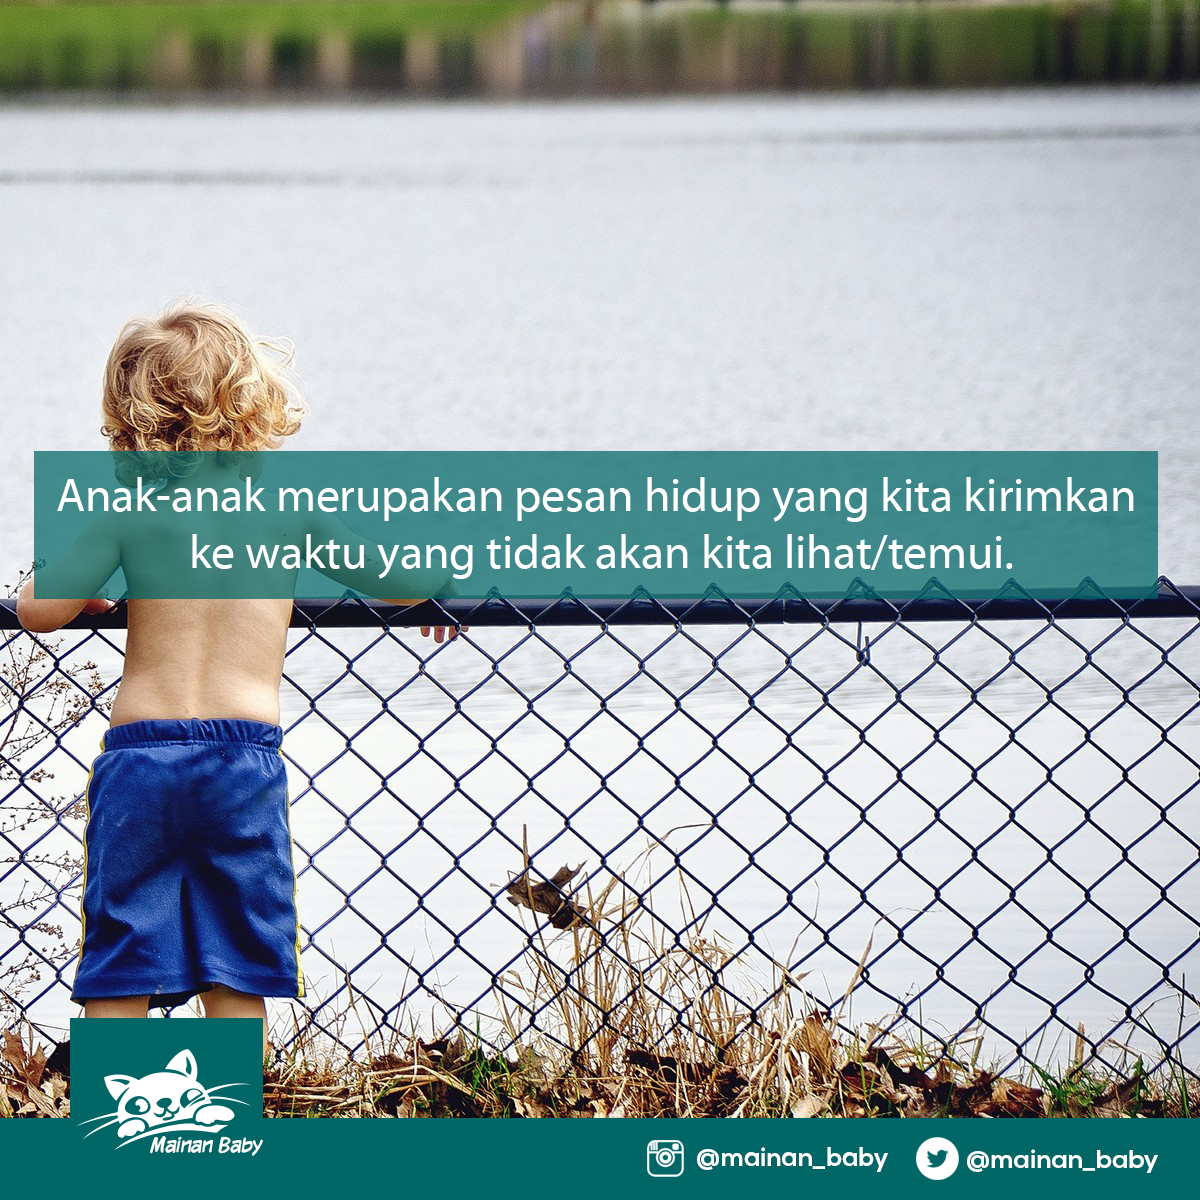 Anak-anak merupakan pesan hidup yang kita kirimkan
ke waktu yang tidak akan kita lihat/temui.
Mainan Baby
@mainan_baby
@mainan_baby